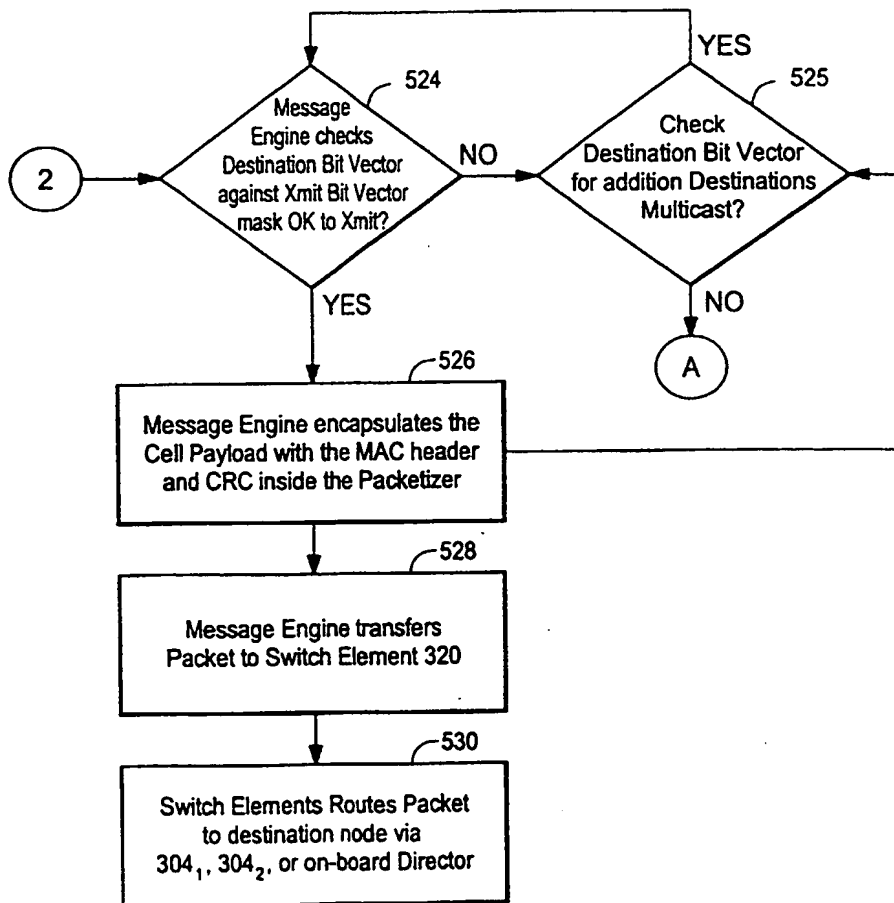 YES
524
525
Message
Engine checks
Destination Bit Vector
against Xmit Bit Vector
mask OK to Xmit?
NO
Check
Destination Bit Vector
for addition Destinations
Multicast?
2
YES
NO
A
526
Message Engine encapsulates the
Cell Payload with the MAC header
and CRC inside the Packetizer
528
Message Engine transfers
Packet to Switch Element 320
530
Switch Elements Routes Packet
to destination node via
304₁, 304₂, or on-board Director